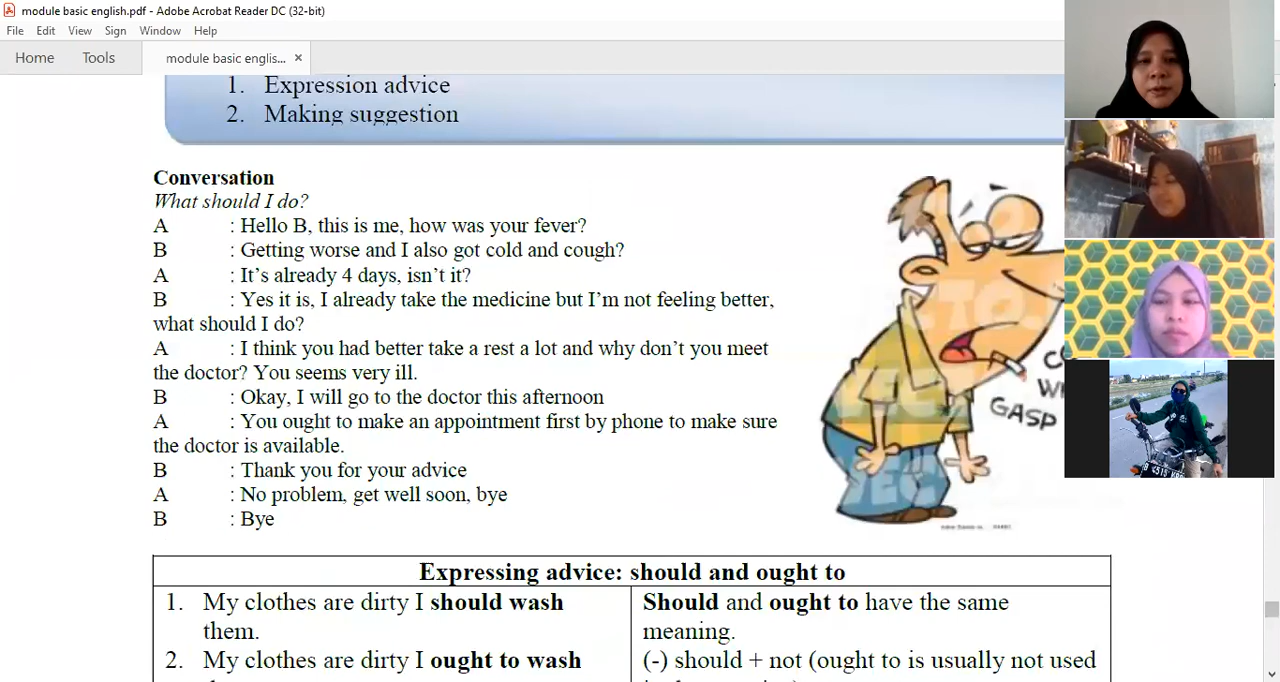 module basic english.pdf - Adobe Acrobat Reader DC (32-bit)
File Edit View Sign Window Help
Home Tools module basic englis... ×
1. Expression advice
2. Making suggestion
Conversation
What should I do?
A : Hello B, this is me, how was your fever?
B : Getting worse and I also got cold and cough?
A : It’s already 4 days, isn’t it?
B : Yes it is, I already take the medicine but I’m not feeling better,
what should I do?
A : I think you had better take a rest a lot and why don’t you meet
the doctor? You seems very ill.
B : Okay, I will go to the doctor this afternoon
A : You ought to make an appointment first by phone to make sure
the doctor is available.
B : Thank you for your advice
A : No problem, get well soon, bye
B : Bye
GASP
Expressing advice: should and ought to
1. My clothes are dirty I should wash
them.
2. My clothes are dirty I ought to wash
Should and ought to have the same
meaning.
(-) should + not (ought to is usually not used